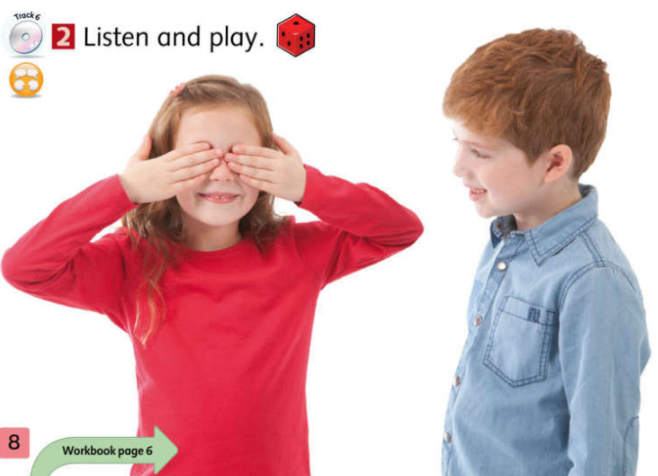 Track 6
2 Listen and play.
8
Workbook page 6